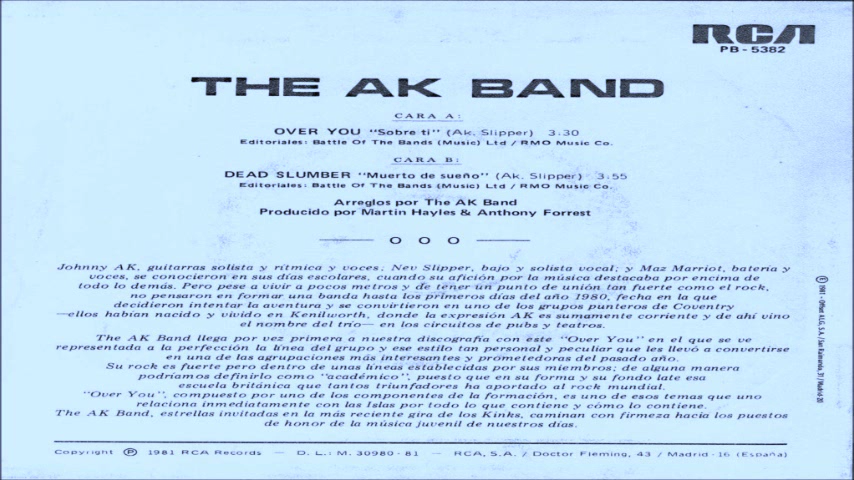 RCA
PB - 5382
THE AK BAND
CARA A:
OVER YOU "Sobre ti" (Ak. Slipper) 3:30
Editoriales: Battle Of The Bands (Music) Ltd / RMO Music Co.
CARA B:
DEAD SLUMBER "Muerto de sueño" (Ak. Slipper) 3:55
Editoriales: Battle Of The Bands (Music) Ltd / RMO Music Co.
Arreglos por The AK Band
Producido por Martin Hayles & Anthony Forrest
O O O
Johnny AK, guitarras solista y rítmica y voces; Nev Slipper, bajo y solista vocal; y Maz Marriot, batería y
voces, se conocieron en sus días escolares, cuando su afición por la música destacaba por encima de
todo lo demás. Pero pese a vivir a pocos metros y de tener un punto de unión tan fuerte como el rock,
no pensaron en formar una banda hasta los primeros días del año 1980, fecha en la que
decidieron intentar la aventura y se convirtieron en uno de los grupos punteros de Coventry
—ellos habían nacido y vivido en Kenilworth, donde la expresión AK es sumamente corriente y de ahí vino
el nombre del trío— en los circuitos de pubs y teatros.
The AK Band llega por vez primera a nuestra discografía con este "Over You" en el que se ve
representada a la perfección la línea del grupo y ese estilo tan personal y peculiar que les llevó a convertirse
en una de las agrupaciones más interesantes y prometedoras del pasado año.
Su rock es fuerte pero dentro de unas líneas establecidas por sus miembros; de alguna manera
podríamos definirlo como "académico", puesto que en su forma y su fondo late esa
escuela británica que tantos triunfadores ha aportado al rock mundial.
"Over You", compuesto por uno de los componentes de la formación, es uno de esos temas que uno
relaciona inmediatamente con las Islas por todo lo que contiene y cómo lo contiene.
The AK Band, estrellas invitadas en la más reciente gira de los Kinks, caminan con firmeza hacia los puestos
de honor de la música juvenil de nuestros días.
Ⓟ 1981 - Offset A.G. S.A. / 31 / Madrid-20
Copyright Ⓟ 1981 RCA Records — D. L.: M. 30980 - 81 — RCA, S.A. / Doctor Fleming, 43 / Madrid - 16 (España)